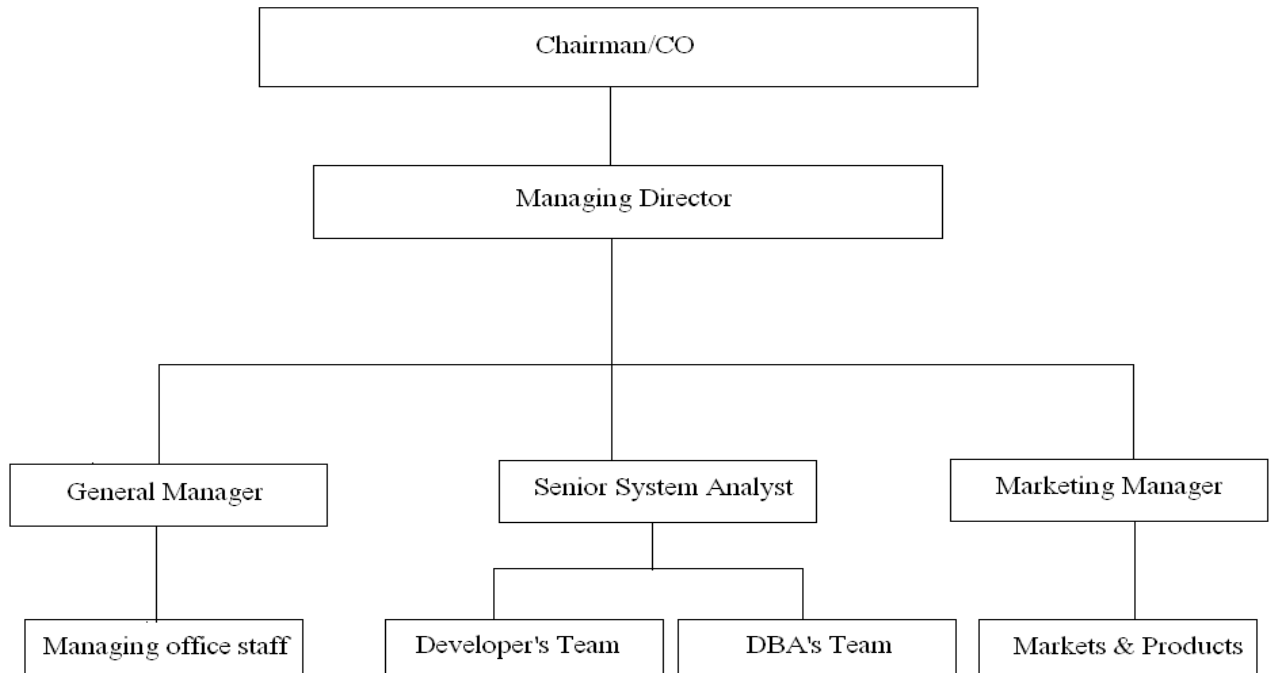 Chairman/CO
Managing Director
General Manager
Senior System Analyst
Marketing Manager
Managing office staff
Developer's Team
DBA's Team
Markets & Products